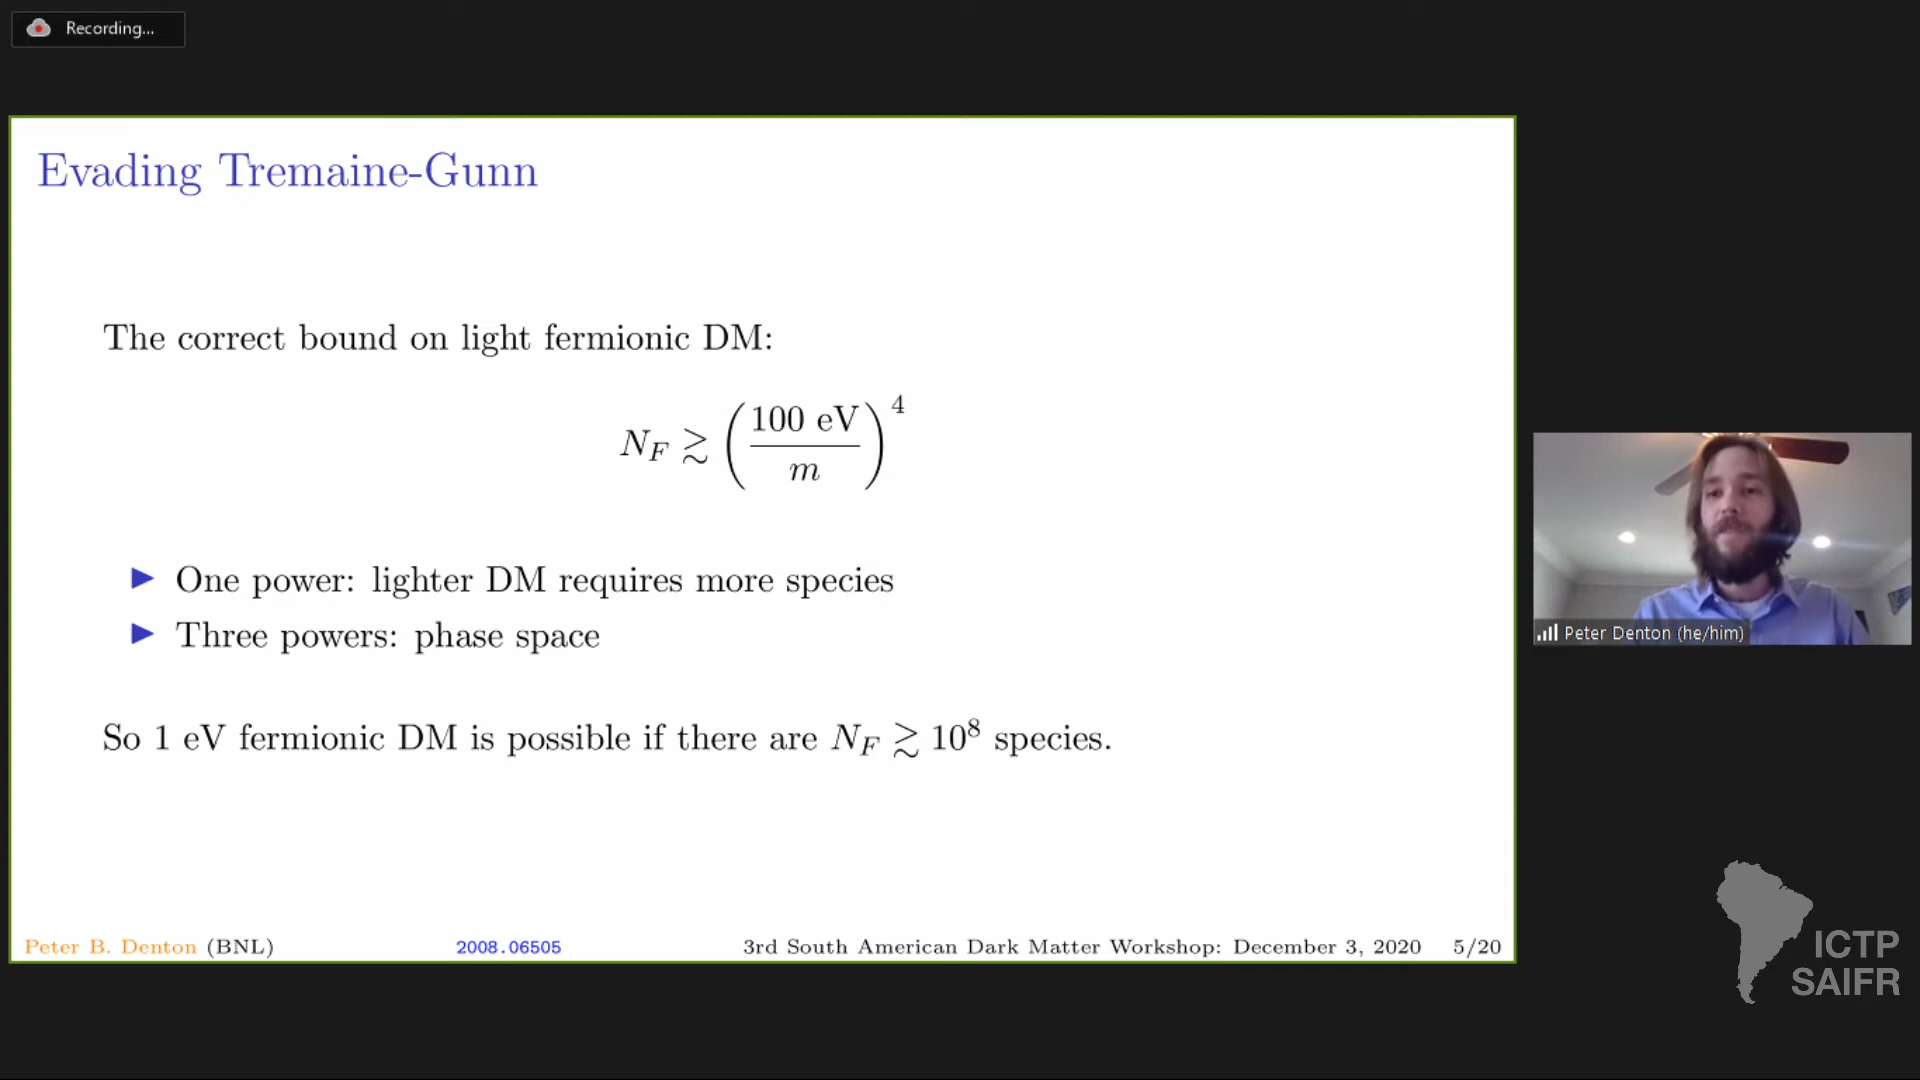 Recording...
Evading Tremaine-Gunn
The correct bound on light fermionic DM:
N_F ≳ (100 eV / m)^4
▶ One power: lighter DM requires more species
▶ Three powers: phase space
So 1 eV fermionic DM is possible if there are N_F ≳ 10^8 species.
Peter B. Denton (BNL) 2008.06505 3rd South American Dark Matter Workshop: December 3, 2020 5/20
Peter Denton (he/him)
ICTP
SAIFR